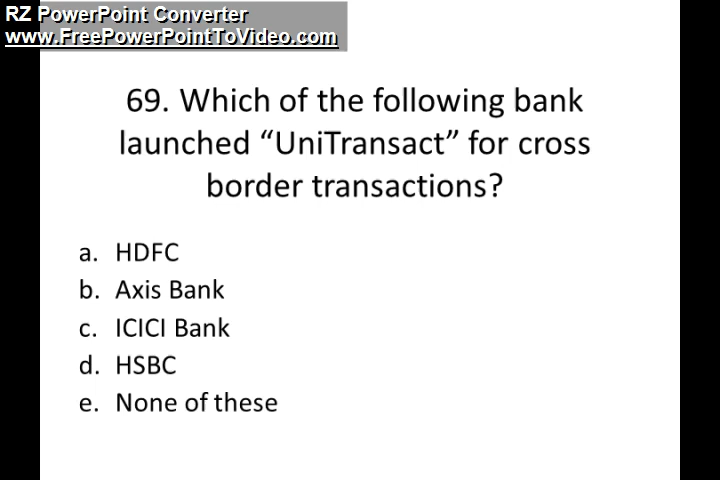 RZ PowerPoint Converter
www.FreePowerPointToVideo.com
69. Which of the following bank
launched “UniTransact” for cross
border transactions?
a. HDFC
b. Axis Bank
c. ICICI Bank
d. HSBC
e. None of these